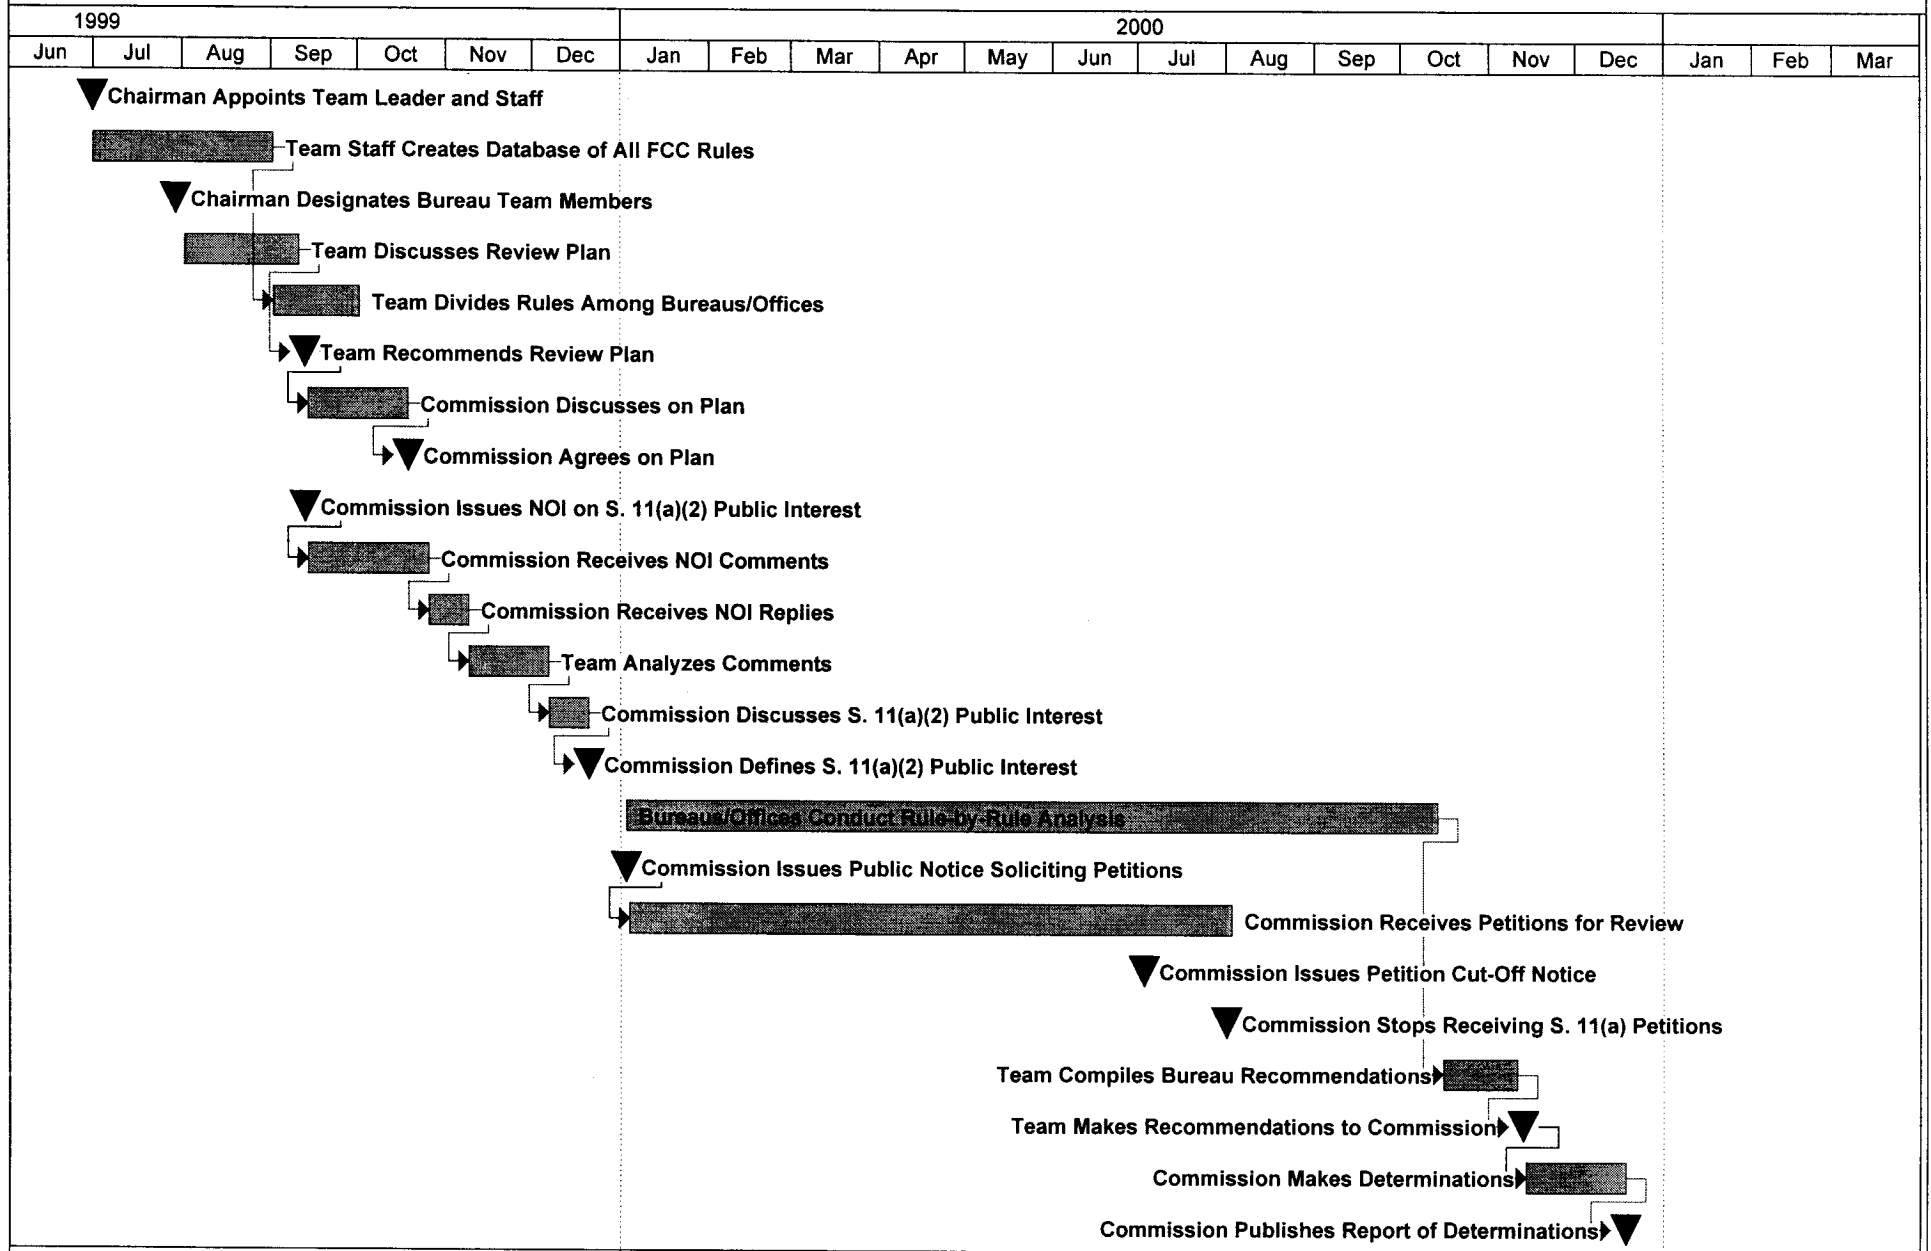 1999 2000
Jun Jul Aug Sep Oct Nov Dec Jan Feb Mar Apr May Jun Jul Aug Sep Oct Nov Dec Jan Feb Mar
Chairman Appoints Team Leader and Staff
Team Staff Creates Database of All FCC Rules
Chairman Designates Bureau Team Members
Team Discusses Review Plan
Team Divides Rules Among Bureaus/Offices
Team Recommends Review Plan
Commission Discusses on Plan
Commission Agrees on Plan
Commission Issues NOI on S. 11(a)(2) Public Interest
Commission Receives NOI Comments
Commission Receives NOI Replies
Team Analyzes Comments
Commission Discusses S. 11(a)(2) Public Interest
Commission Defines S. 11(a)(2) Public Interest
Bureaus/Offices Conduct Rule-by-Rule Analysis
Commission Issues Public Notice Soliciting Petitions
Commission Receives Petitions for Review
Commission Issues Petition Cut-Off Notice
Commission Stops Receiving S. 11(a) Petitions
Team Compiles Bureau Recommendations
Team Makes Recommendations to Commission
Commission Makes Determinations
Commission Publishes Report of Determinations